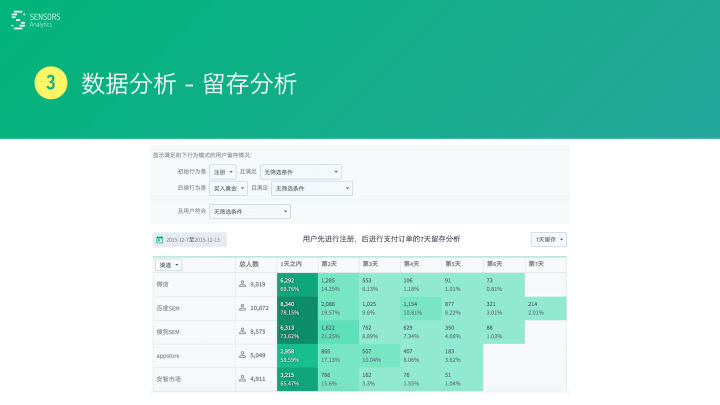 SENSORS
Analytics
3 数据分析 - 留存分析
显示满足如下行为模式的用户留存情况:
初始行为是 注册 且满足 无筛选条件
后续行为是 买入黄金 且满足 无筛选条件
且用户符合 无筛选条件
2015-12-7至2015-12-13 用户先进行注册，后进行支付订单的7天留存分析 7天留存
渠道 总人数 1天之内 第2天 第3天 第4天 第5天 第6天 第7天
微信 9,019 6,292 1,285 553 106 91 73
69.76% 14.25% 6.13% 1.18% 1.01% 0.81%
百度SEM 10,672 8,340 2,088 1,025 1,154 877 321 214
78.15% 19.57% 9.6% 10.81% 8.22% 3.01% 2.01%
搜狗SEM 8,575 6,313 1,822 762 629 350 88
73.62% 21.25% 8.89% 7.34% 4.08% 1.03%
appstore 5,049 2,958 865 507 407 183
58.59% 17.13% 10.04% 8.06% 3.62%
安智市场 4,911 3,215 766 162 76 51
65.47% 15.6% 3.3% 1.55% 1.04%